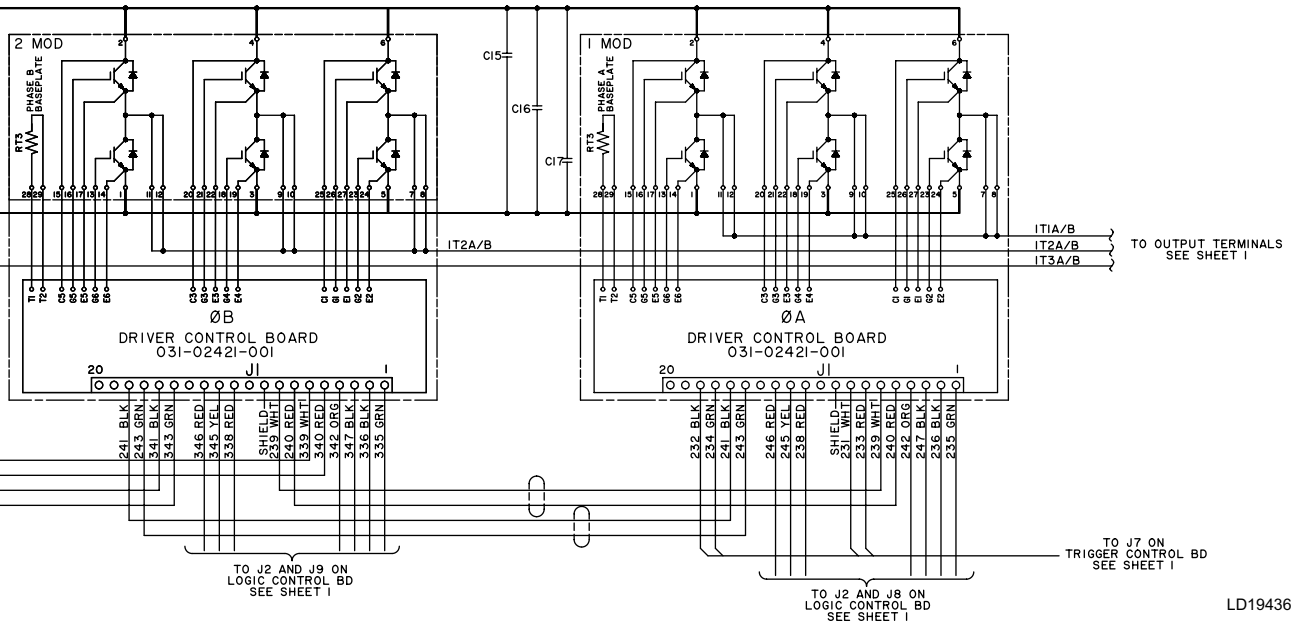 2 MOD
PHASE B
BASEPLATE
RT3
2
4
6
28 29 15 16 17 13 14 1 11 12 20 21 22 18 19 3 9 10 25 26 27 23 24 5 7 8
C15
C16
C17
1 MOD
PHASE A
BASEPLATE
RT3
2
4
6
28 29 15 16 17 13 14 1 11 12 20 21 22 18 19 3 9 10 25 26 27 23 24 5 7 8
1T2A/B
1T1A/B
1T2A/B
1T3A/B
TO OUTPUT TERMINALS
SEE SHEET 1
T1 T2 C5 G5 E5 G6 E6 C3 G3 E3 G4 E4 C1 G1 E1 G2 E2
ØB
DRIVER CONTROL BOARD
031-02421-001
20 J1 1
T1 T2 C5 G5 E5 G6 E6 C3 G3 E3 G4 E4 C1 G1 E1 G2 E2
ØA
DRIVER CONTROL BOARD
031-02421-001
20 J1 1
241 BLK
243 GRN
341 BLK
343 GRN
346 RED
345 YEL
338 RED
SHIELD
239 WHT
240 RED
339 WHT
340 RED
342 ORG
347 BLK
336 BLK
335 GRN
232 BLK
234 GRN
241 BLK
243 GRN
246 RED
245 YEL
238 RED
SHIELD
231 WHT
233 RED
239 WHT
240 RED
242 ORG
247 BLK
236 BLK
235 GRN
TO J2 AND J9 ON
LOGIC CONTROL BD
SEE SHEET 1
TO J7 ON
TRIGGER CONTROL BD
SEE SHEET 1
TO J2 AND J8 ON
LOGIC CONTROL BD
SEE SHEET 1
LD19436